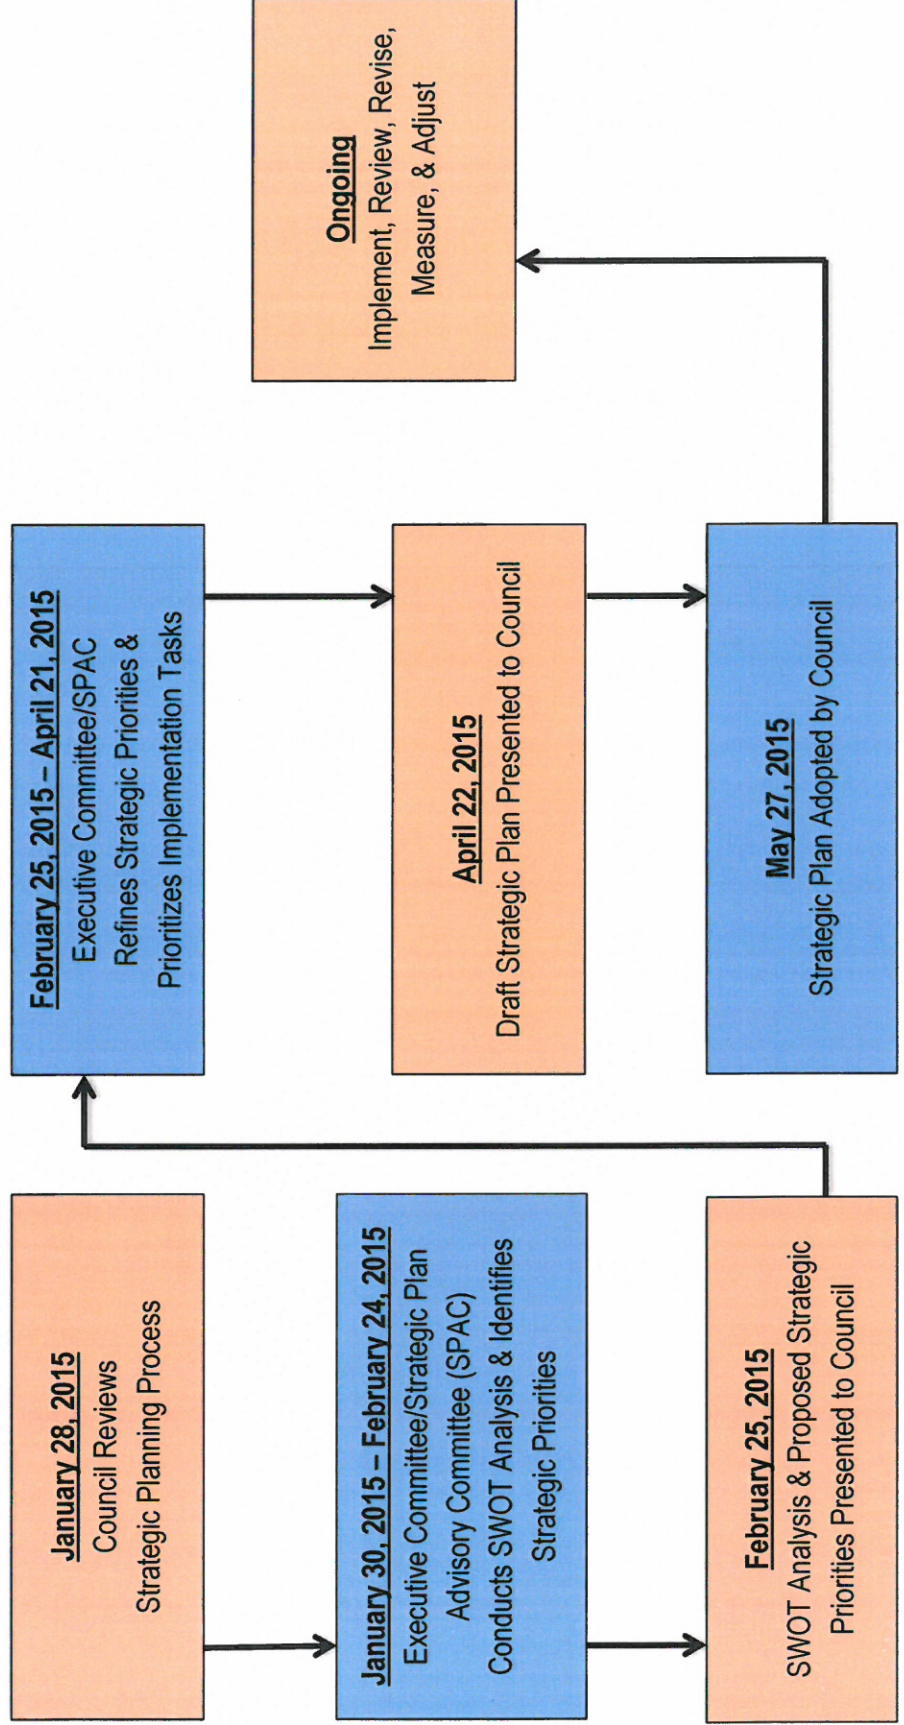 January 28, 2015
Council Reviews
Strategic Planning Process
January 30, 2015 – February 24, 2015
Executive Committee/Strategic Plan
Advisory Committee (SPAC)
Conducts SWOT Analysis & Identifies
Strategic Priorities
February 25, 2015
SWOT Analysis & Proposed Strategic
Priorities Presented to Council
February 25, 2015 – April 21, 2015
Executive Committee/SPAC
Refines Strategic Priorities &
Prioritizes Implementation Tasks
April 22, 2015
Draft Strategic Plan Presented to Council
May 27, 2015
Strategic Plan Adopted by Council
Ongoing
Implement, Review, Revise,
Measure, & Adjust